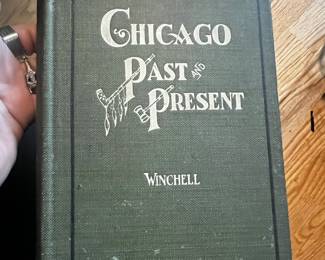 CHICAGO
PAST AND
PRESENT
WINCHELL